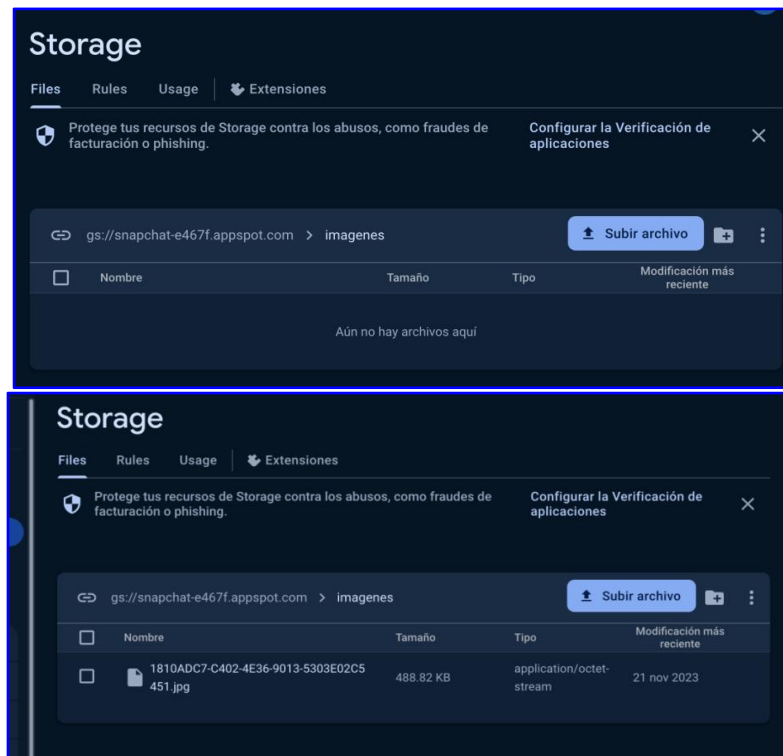 Storage
Files Rules Usage Extensiones
Protege tus recursos de Storage contra los abusos, como fraudes de
facturación o phishing.
Configurar la Verificación de
aplicaciones
gs://snapchat-e467f.appspot.com > imagenes
Subir archivo
Nombre Tamaño Tipo Modificación más
reciente
Aún no hay archivos aquí
Storage
Files Rules Usage Extensiones
Protege tus recursos de Storage contra los abusos, como fraudes de
facturación o phishing.
Configurar la Verificación de
aplicaciones
gs://snapchat-e467f.appspot.com > imagenes
Subir archivo
Nombre Tamaño Tipo Modificación más
reciente
1810ADC7-C402-4E36-9013-5303E02C5
451.jpg
488.82 KB
application/octet-
stream
21 nov 2023